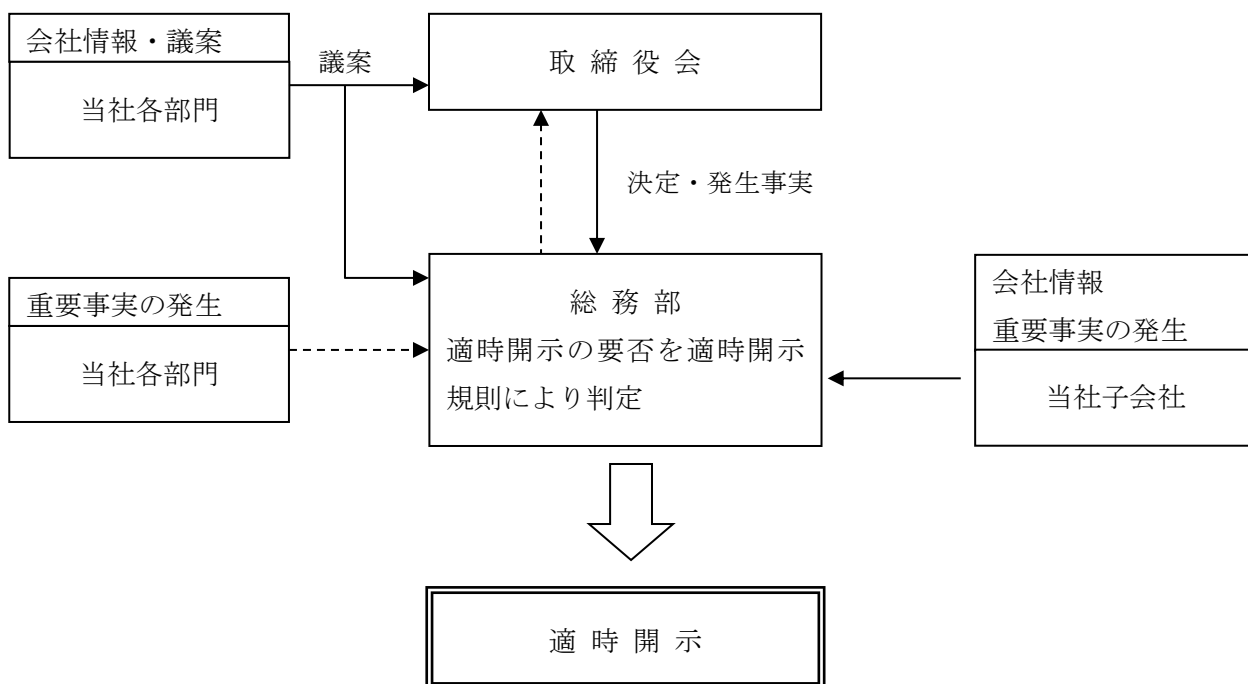 会社情報・議案
当社各部門
議案
取締役会
決定・発生事実
重要事実の発生
当社各部門
総務部
適時開示の要否を適時開示
規則により判定
会社情報
重要事実の発生
当社子会社
適時開示